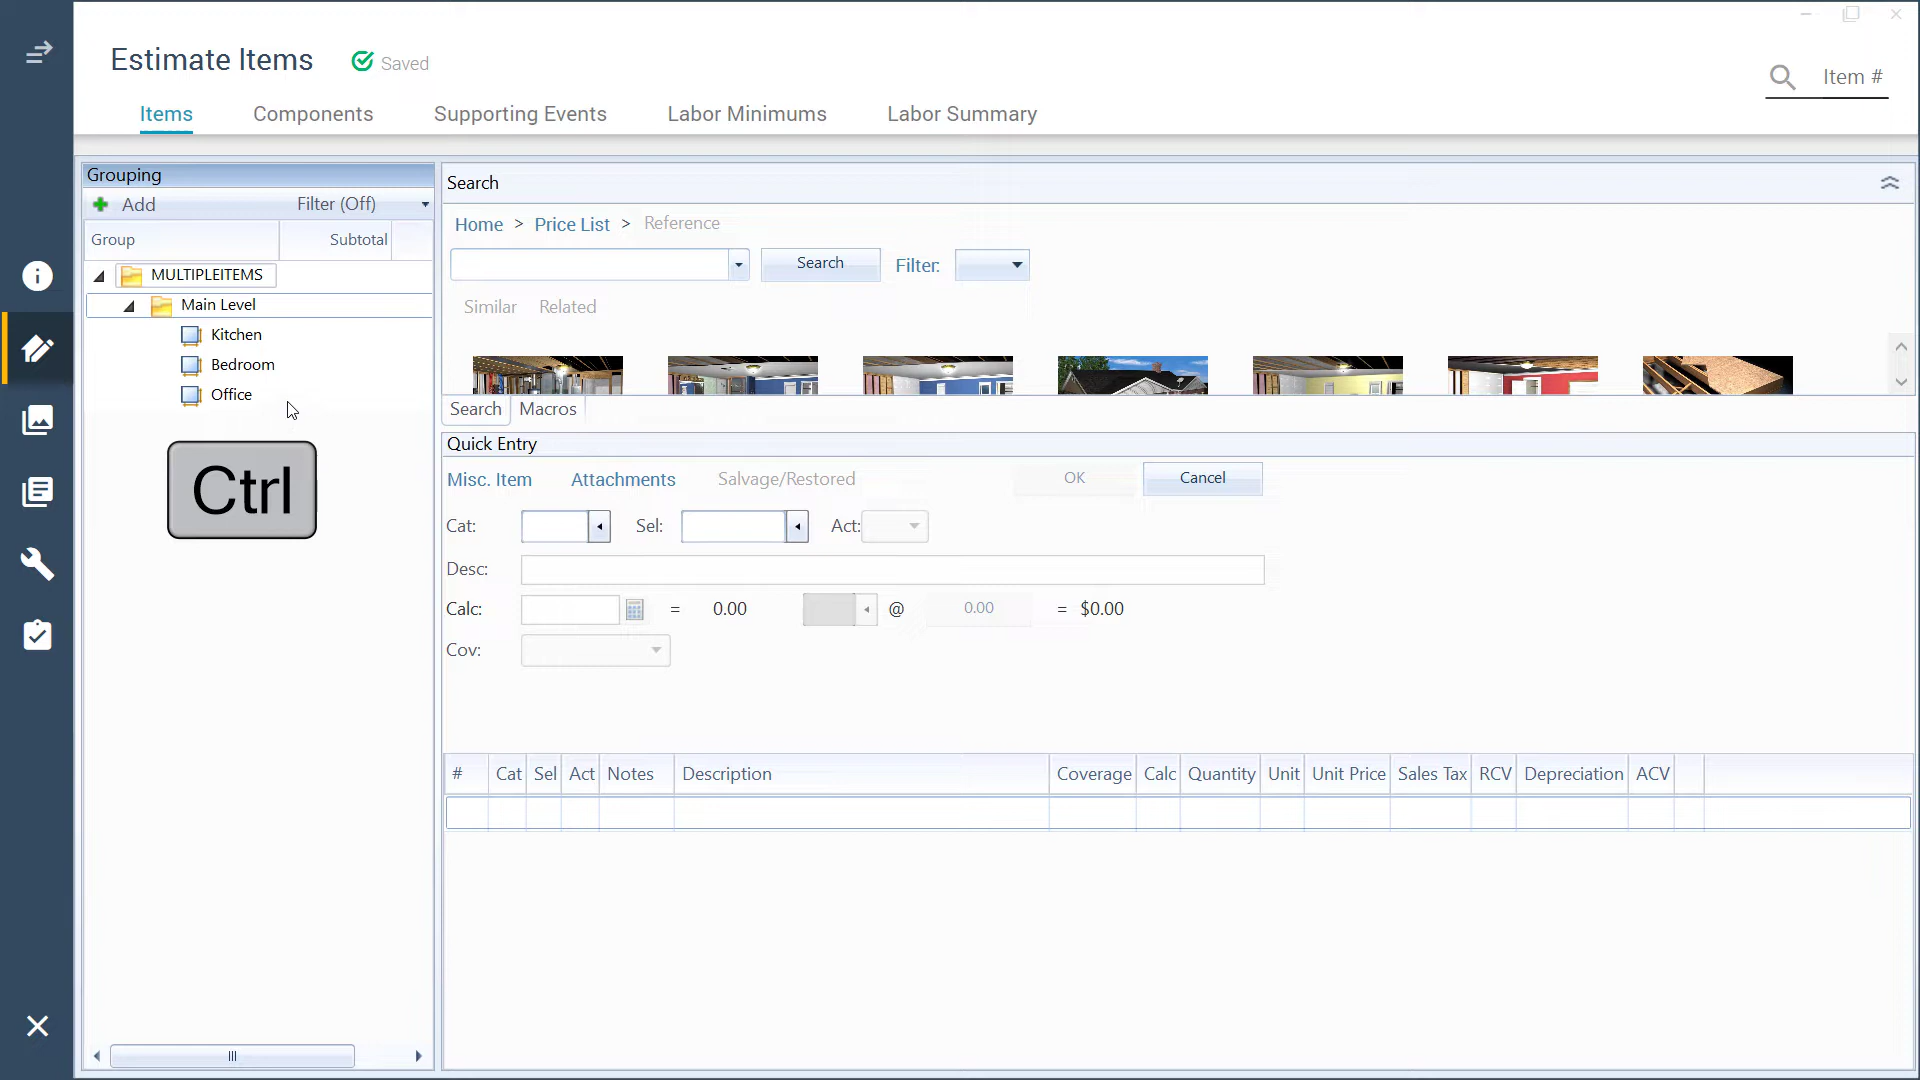 Estimate Items
Saved
Item #
Items
Components
Supporting Events
Labor Minimums
Labor Summary
Grouping
Add
Filter (Off)
Group
Subtotal
MULTIPLEITEMS
Main Level
Kitchen
Bedroom
Office
Ctrl
Search
Home > Price List > Reference
Search
Filter:
Similar
Related
Search
Macros
Quick Entry
Misc. Item
Attachments
Salvage/Restored
OK
Cancel
Cat:
Sel:
Act:
Desc:
Calc:
= 0.00
@
0.00
= $0.00
Cov:
# Cat Sel Act Notes Description Coverage Calc Quantity Unit Unit Price Sales Tax RCV Depreciation ACV